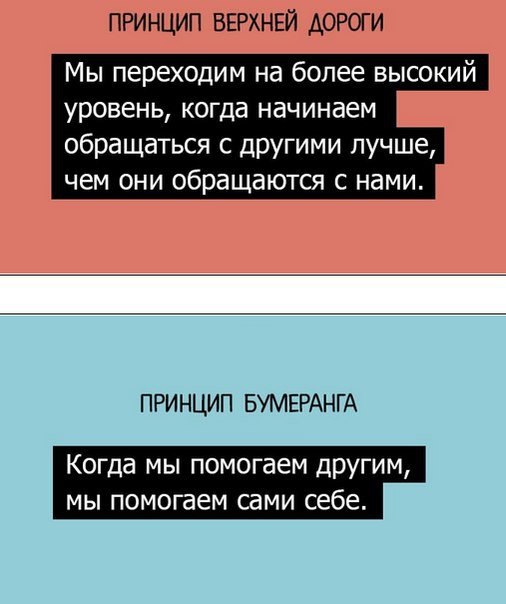 ПРИНЦИП ВЕРХНЕЙ ДОРОГИ
Мы переходим на более высокий
уровень, когда начинаем
обращаться с другими лучше,
чем они обращаются с нами.
ПРИНЦИП БУМЕРАНГА
Когда мы помогаем другим,
мы помогаем сами себе.